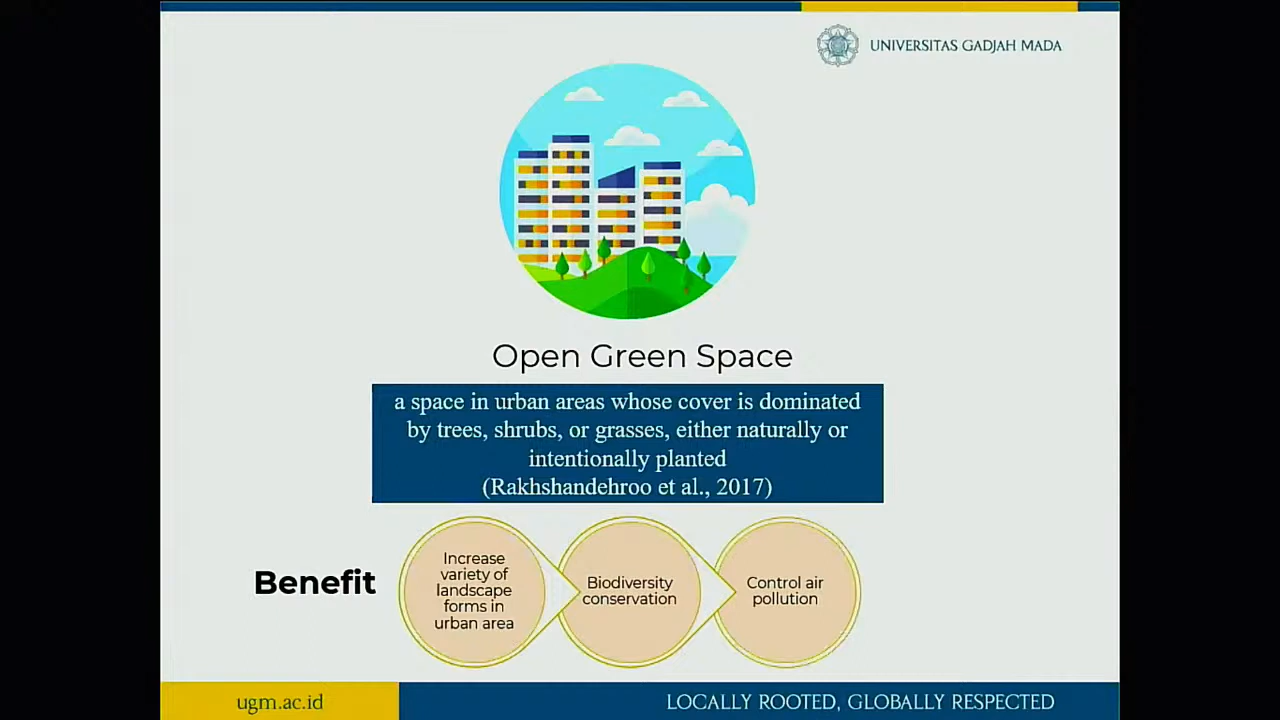 UNIVERSITAS GADJAH MADA
Open Green Space
a space in urban areas whose cover is dominated
by trees, shrubs, or grasses, either naturally or
intentionally planted
(Rakhshandehroo et al., 2017)
Benefit
Increase
variety of
landscape
forms in
urban area
Biodiversity
conservation
Control air
pollution
ugm.ac.id
LOCALLY ROOTED, GLOBALLY RESPECTED